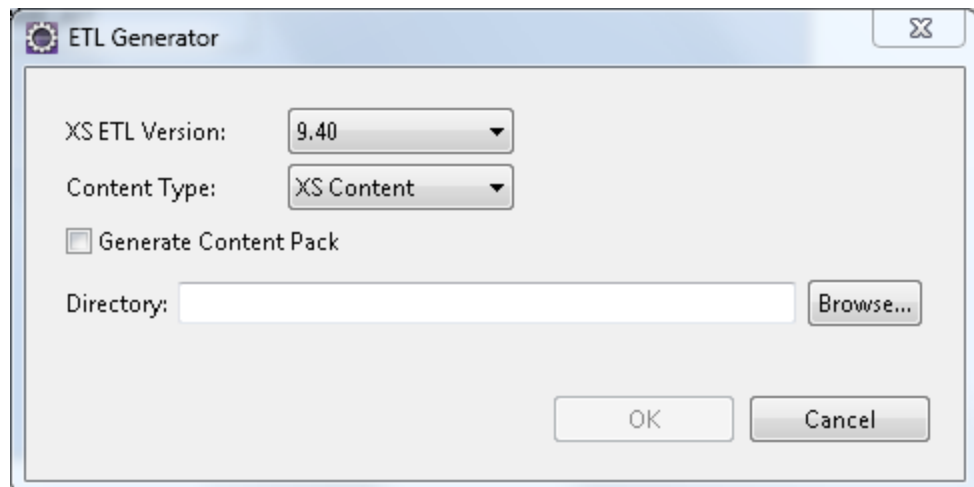 ETL Generator
XS ETL Version: 9.40
Content Type: XS Content
Generate Content Pack
Directory: Browse...
OK Cancel